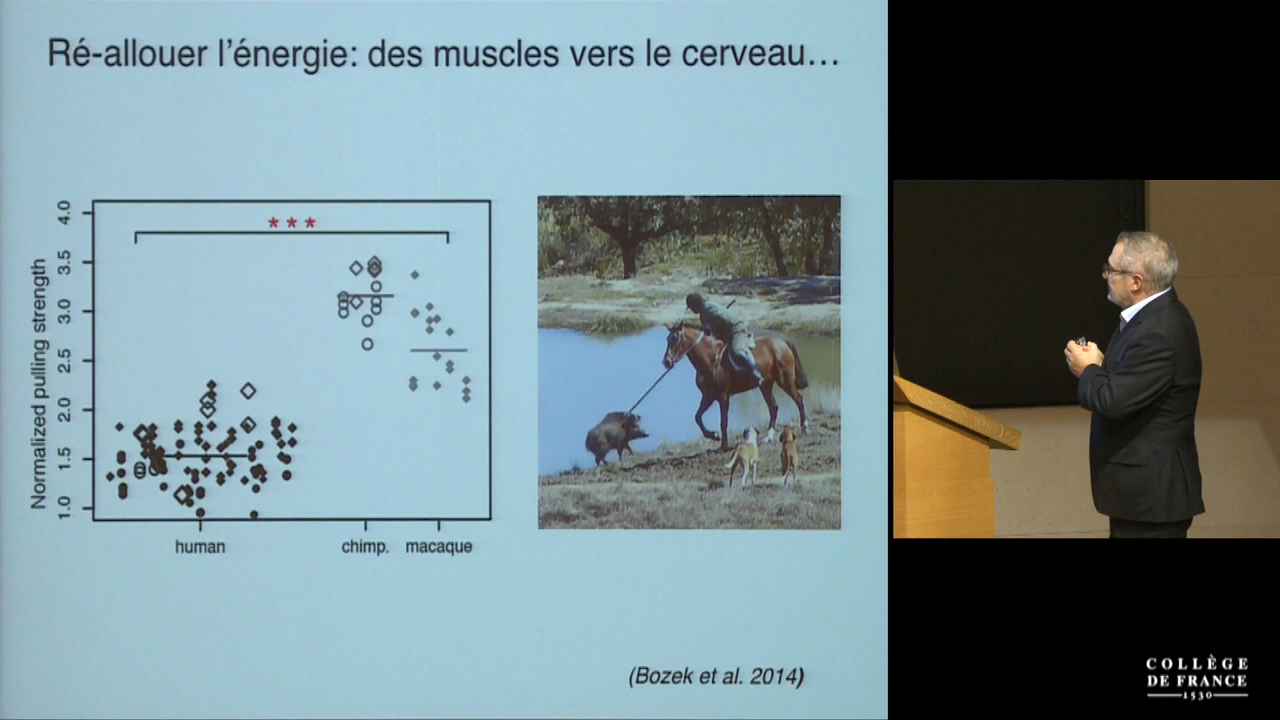 Ré-allouer l'énergie: des muscles vers le cerveau...
Normalized pulling strength
4.0
3.5
3.0
2.5
2.0
1.5
1.0
***
human
chimp.
macaque
(Bozek et al. 2014)
COLLÈGE
DE FRANCE
1530